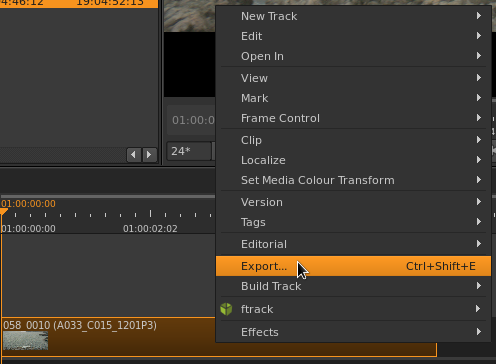 4:46:12 19:04:52:13
New Track
Edit
Open In
View
Mark
Frame Control
01:00:0
Clip
24*
Localize
Set Media Colour Transform
Version
01:00:00:00
Tags
01:00:00:00 01:00:02:02
Editorial
Export... Ctrl+Shift+E
Build Track
ftrack
058_0010 (A033_C015_1201P3)
Effects